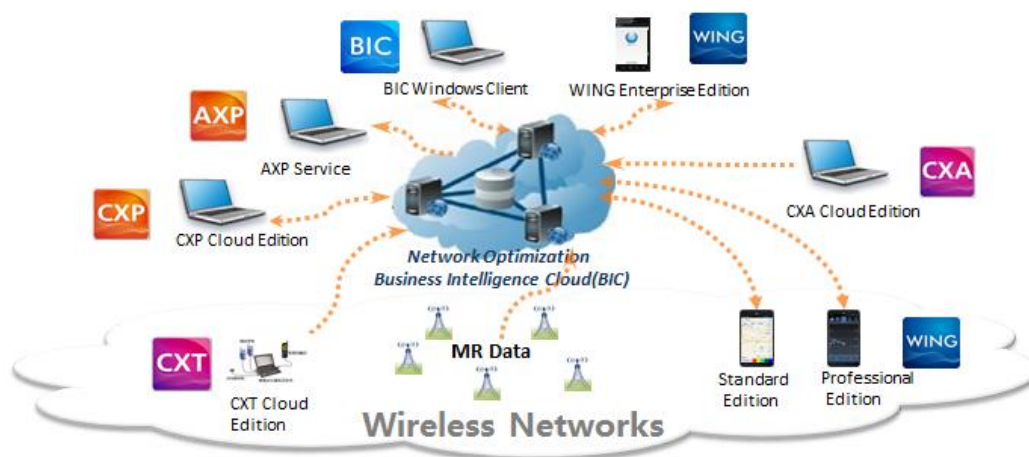 BIC
BIC Windows Client
WING
WING Enterprise Edition
AXP
AXP Service
CXP
CXP Cloud Edition
CXA
CXA Cloud Edition
Network Optimization
Business Intelligence Cloud(BIC)
CXT
CXT Cloud
Edition
MR Data
Standard
Edition
Professional
Edition
WING
Wireless Networks